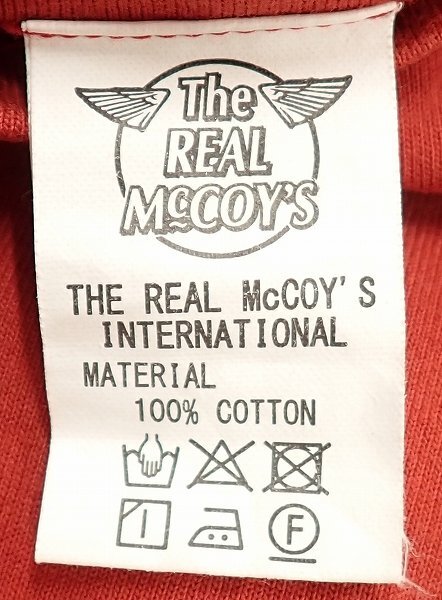 The
REAL
McCOY'S
THE REAL McCOY'S
INTERNATIONAL
MATERIAL
100% COTTON
F